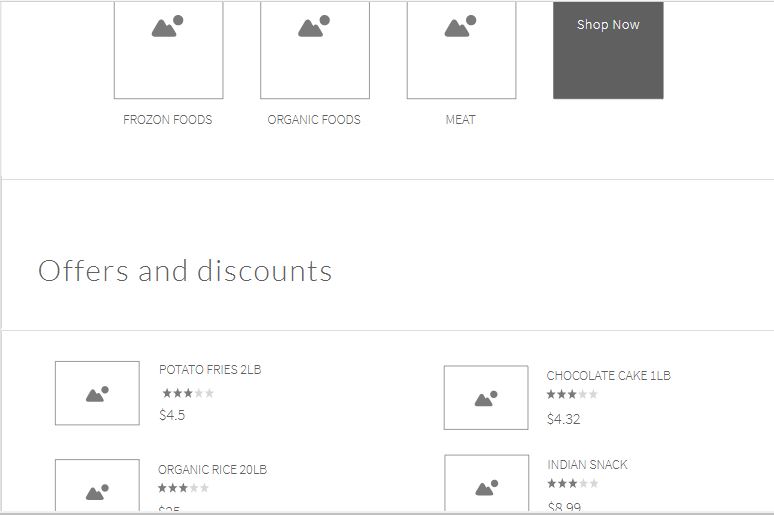 Shop Now
FROZON FOODS
ORGANIC FOODS
MEAT
Offers and discounts
POTATO FRIES 2LB
$4.5
CHOCOLATE CAKE 1LB
$4.32
ORGANIC RICE 20LB
$25
INDIAN SNACK
$8.99